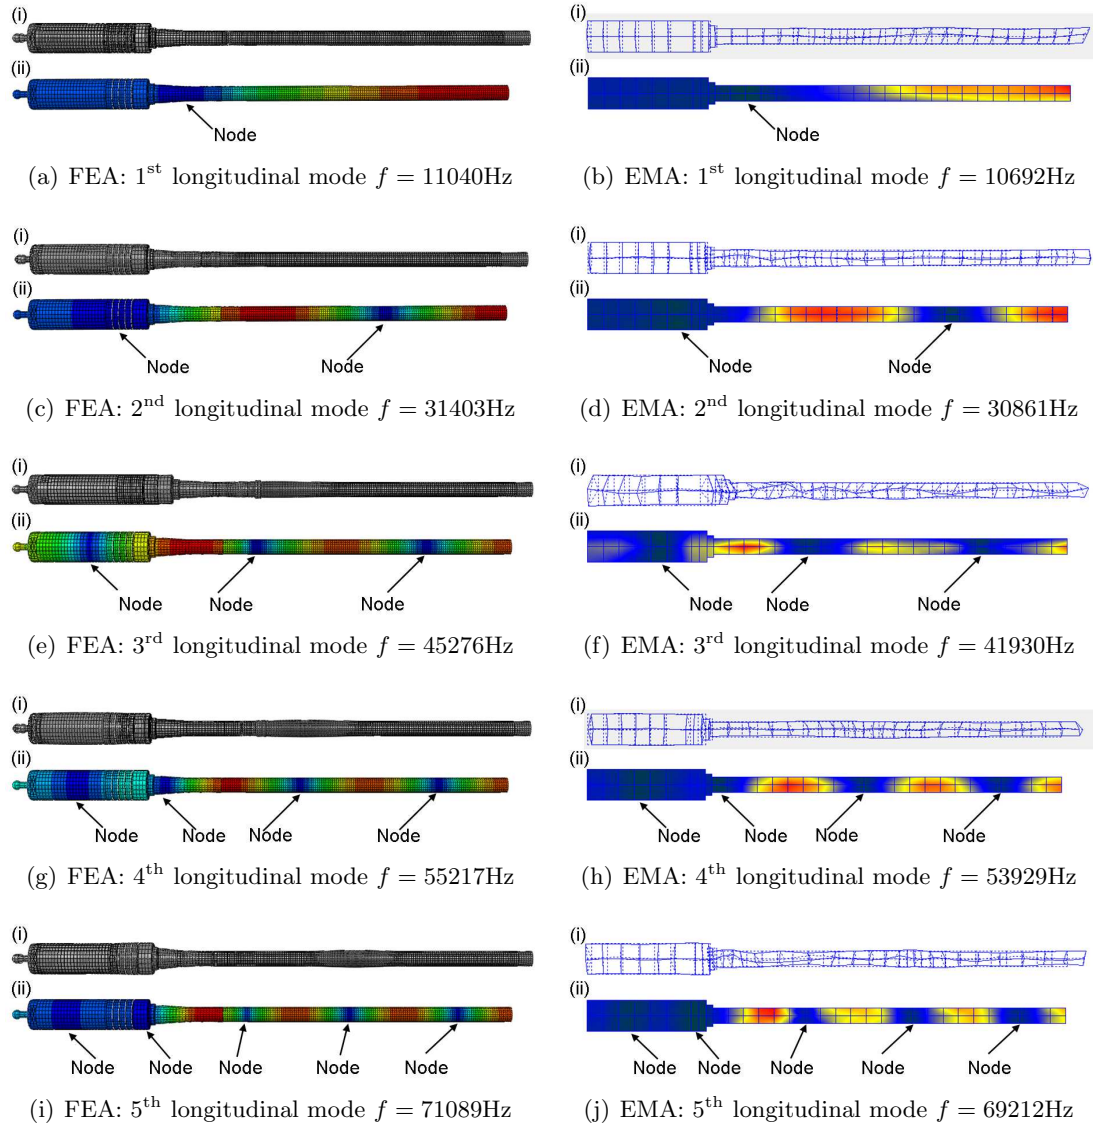 (i)
(ii)
Node
(a) FEA: 1st longitudinal mode f = 11040Hz
(i)
(ii)
Node
(b) EMA: 1st longitudinal mode f = 10692Hz
(i)
(ii)
Node Node
(c) FEA: 2nd longitudinal mode f = 31403Hz
(i)
(ii)
Node Node
(d) EMA: 2nd longitudinal mode f = 30861Hz
(i)
(ii)
Node Node Node
(e) FEA: 3rd longitudinal mode f = 45276Hz
(i)
(ii)
Node Node Node
(f) EMA: 3rd longitudinal mode f = 41930Hz
(i)
(ii)
Node Node Node Node
(g) FEA: 4th longitudinal mode f = 55217Hz
(i)
(ii)
Node Node Node Node
(h) EMA: 4th longitudinal mode f = 53929Hz
(i)
(ii)
Node Node Node Node Node
(i) FEA: 5th longitudinal mode f = 71089Hz
(i)
(ii)
Node Node Node Node Node
(j) EMA: 5th longitudinal mode f = 69212Hz